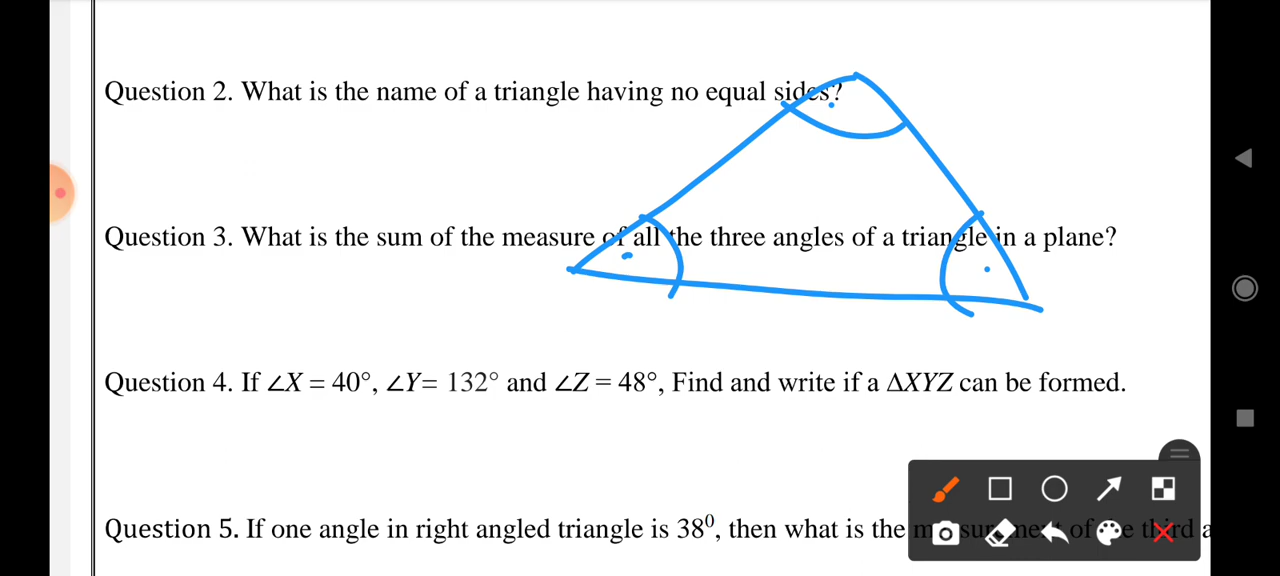 Question 2. What is the name of a triangle having no equal sides?
Question 3. What is the sum of the measure of all the three angles of a triangle in a plane?
Question 4. If ∠X = 40°, ∠Y= 132° and ∠Z = 48°, Find and write if a ΔXYZ can be formed.
Question 5. If one angle in right angled triangle is 38⁰, then what is the